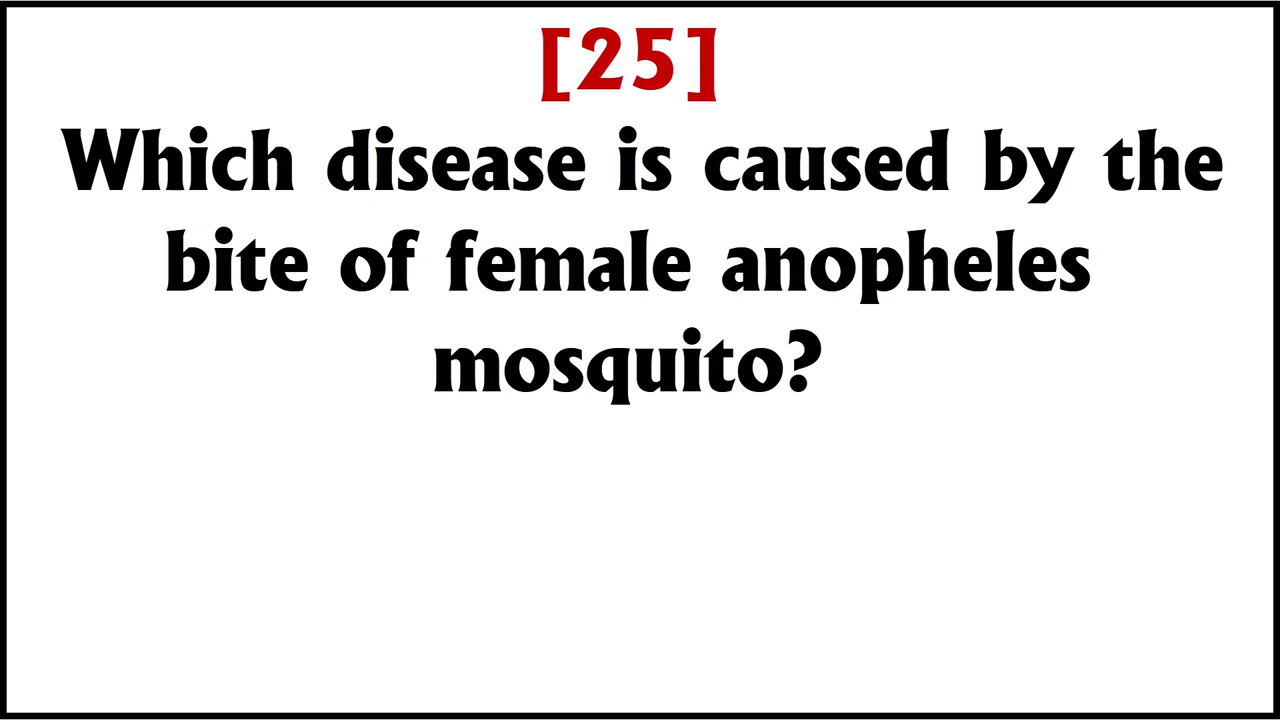 [25]
Which disease is caused by the
bite of female anopheles
mosquito?